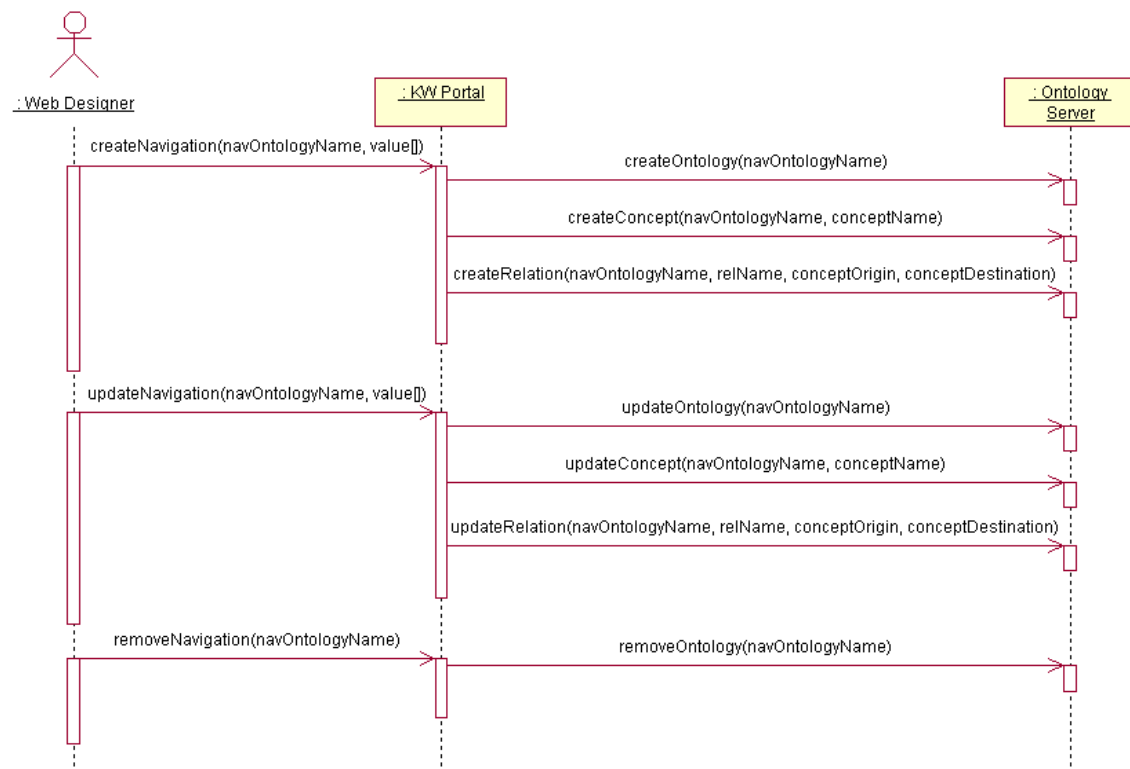 : Web Designer
: KW Portal
: Ontology
Server
createNavigation(navOntologyName, value[])
createOntology(navOntologyName)
createConcept(navOntologyName, conceptName)
createRelation(navOntologyName, relName, conceptOrigin, conceptDestination)
updateNavigation(navOntologyName, value[])
updateOntology(navOntologyName)
updateConcept(navOntologyName, conceptName)
updateRelation(navOntologyName, relName, conceptOrigin, conceptDestination)
removeNavigation(navOntologyName)
removeOntology(navOntologyName)